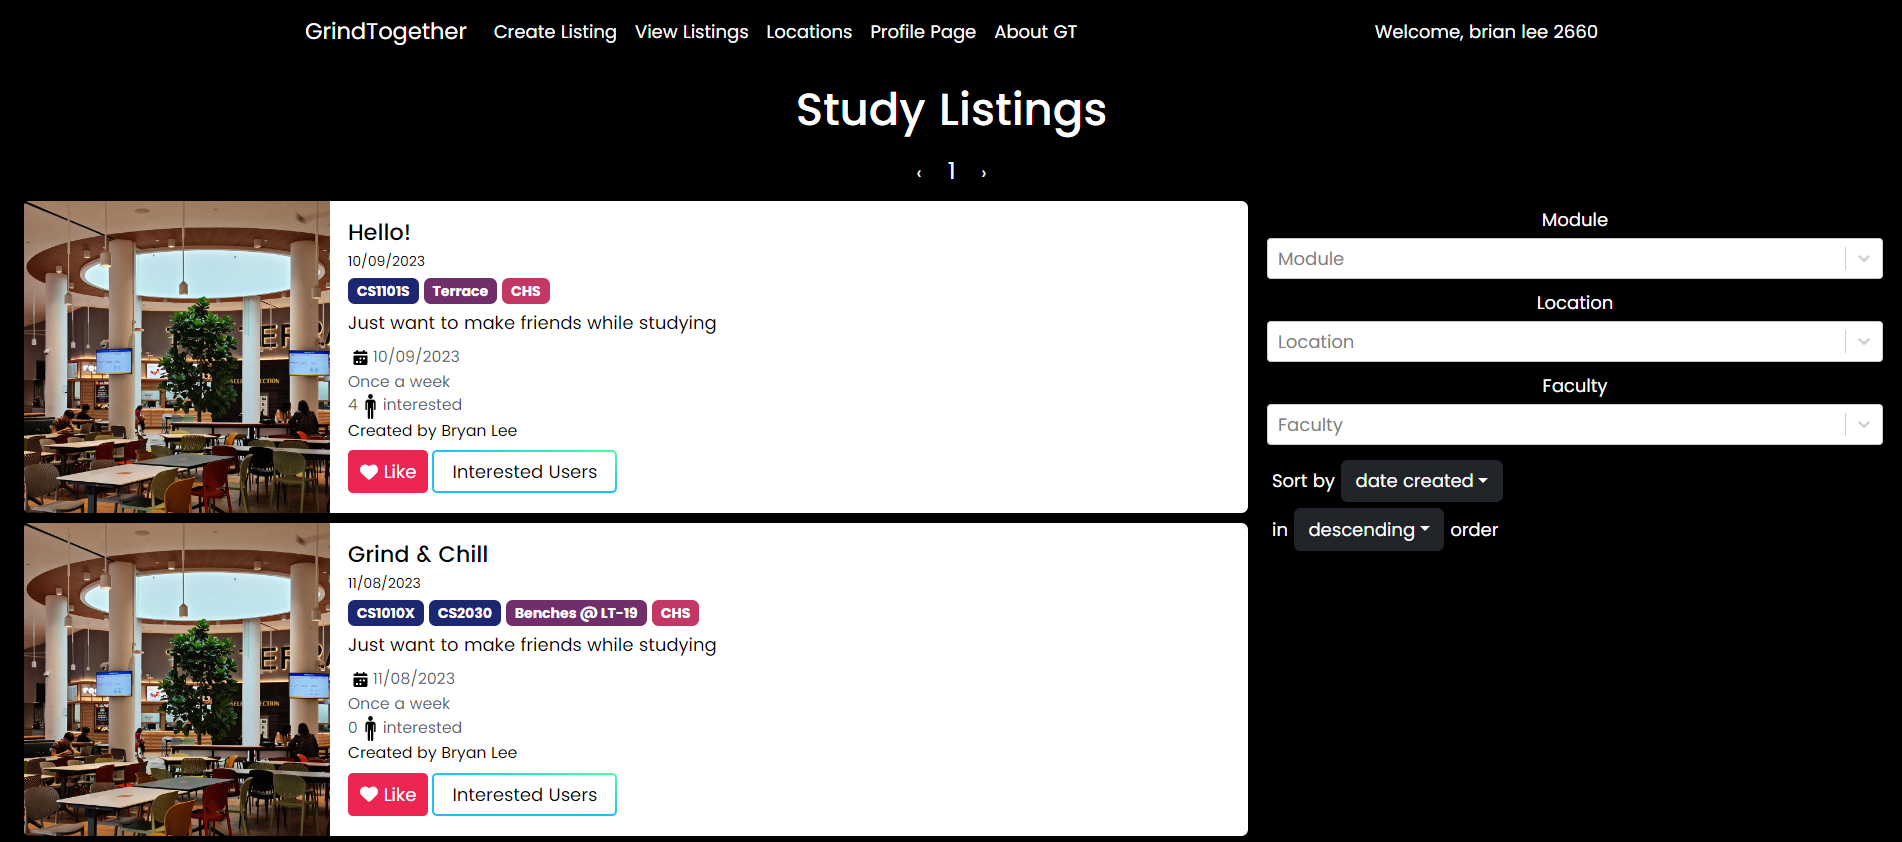 GrindTogether Create Listing View Listings Locations Profile Page About GT Welcome, brian lee 2660
Study Listings
‹ 1 ›
Hello!
10/09/2023
CS1101S Terrace CHS
Just want to make friends while studying
10/09/2023
Once a week
4 interested
Created by Bryan Lee
Like Interested Users
Grind & Chill
11/08/2023
CS1010X CS2030 Benches @ LT-19 CHS
Just want to make friends while studying
11/08/2023
Once a week
0 interested
Created by Bryan Lee
Like Interested Users
Module
Module
Location
Location
Faculty
Faculty
Sort by date created
in descending order